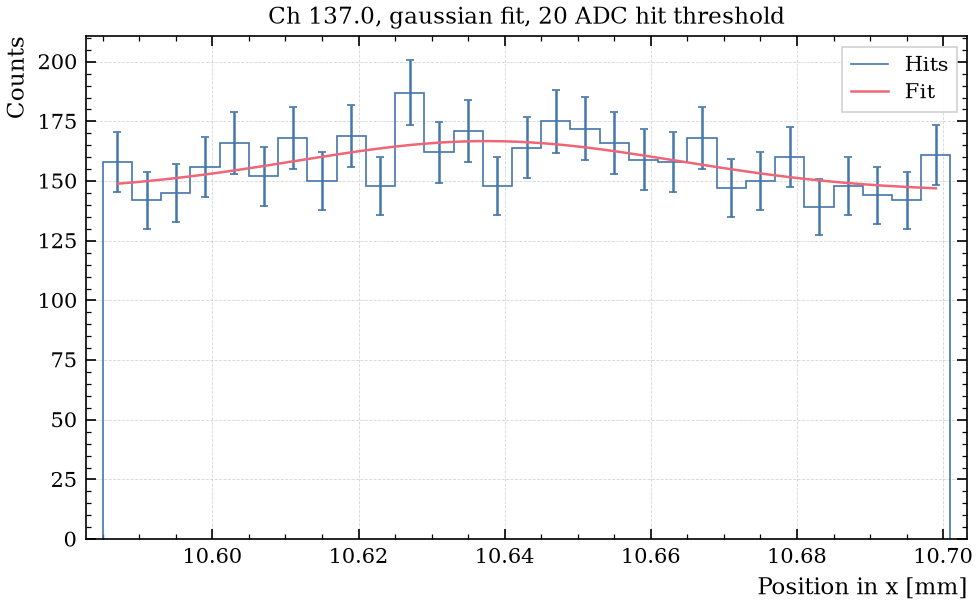 Ch 137.0, gaussian fit, 20 ADC hit threshold
Counts
200
175
150
125
100
75
50
25
0
Hits
Fit
10.60 10.62 10.64 10.66 10.68 10.70
Position in x [mm]